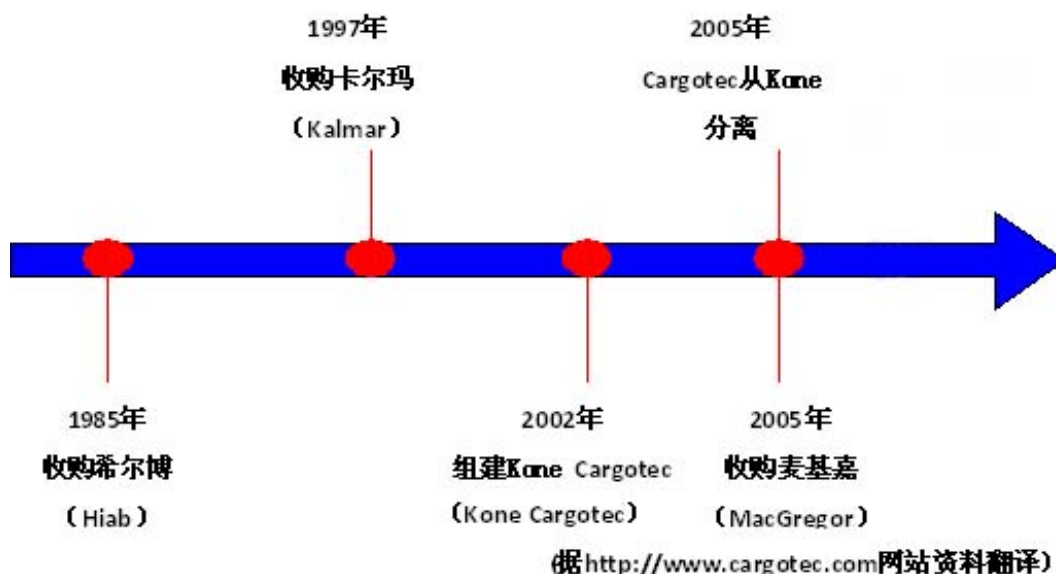 1997年
收购卡尔玛
（Kalmar）
2005年
Cargotec从Kone
分离
1985年
收购希尔博
（Hiab）
2002年
组建Kone Cargotec
（Kone Cargotec）
2005年
收购麦基嘉
（MacGregor）
(据http://www.cargotec.com网站资料翻译)